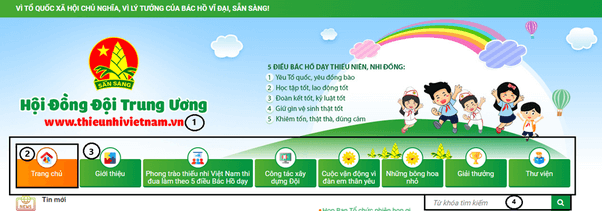 VÌ TỔ QUỐC XÃ HỘI CHỦ NGHĨA, VÌ LÝ TƯỞNG CỦA BÁC HỒ VĨ ĐẠI, SẴN SÀNG!
SẴN SÀNG
Hội Đồng Đội Trung Ương
www.thieunhivietnam.vn 1
5 ĐIỀU BÁC HỒ DẠY THIẾU NIÊN, NHI ĐỒNG:
1 Yêu Tổ quốc, yêu đồng bào
2 Học tập tốt, lao động tốt
3 Đoàn kết tốt, kỷ luật tốt
4 Giữ gìn vệ sinh thật tốt
5 Khiêm tốn, thật thà, dũng cảm
2
3
Trang chủ
Giới thiệu
Phong trào thiếu nhi Việt Nam thi
đua làm theo 5 điều Bác Hồ dạy
Công tác xây
dựng Đội
Cuộc vận động vì
đàn em thân yêu
Những bông hoa
nhỏ
Giải thưởng
Thư viện
NEWS
Tin mới
Từ khóa tìm kiếm
4